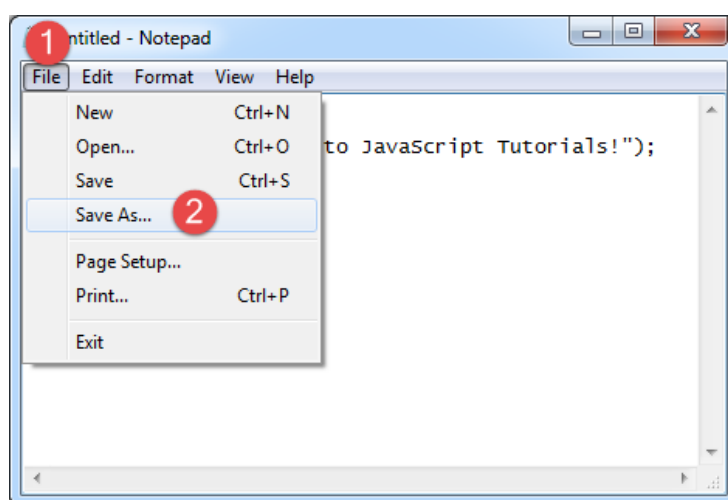 1
ntitled - Notepad
File Edit Format View Help
New Ctrl+N
Open... Ctrl+O to JavaScript Tutorials!");
Save Ctrl+S
Save As... 2
Page Setup...
Print... Ctrl+P
Exit